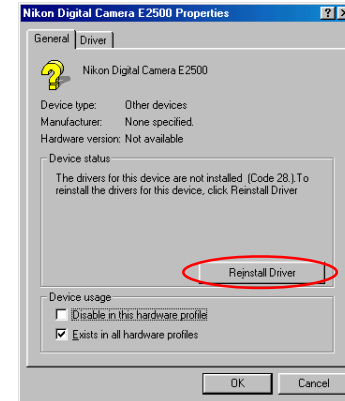 Nikon Digital Camera E2500 Properties
General Driver
Nikon Digital Camera E2500
Device type: Other devices
Manufacturer: None specified.
Hardware version: Not available
Device status
The drivers for this device are not installed (Code 28.).To
reinstall the drivers for this device, click Reinstall Driver
Reinstall Driver
Device usage
Disable in this hardware profile
Exists in all hardware profiles
OK Cancel